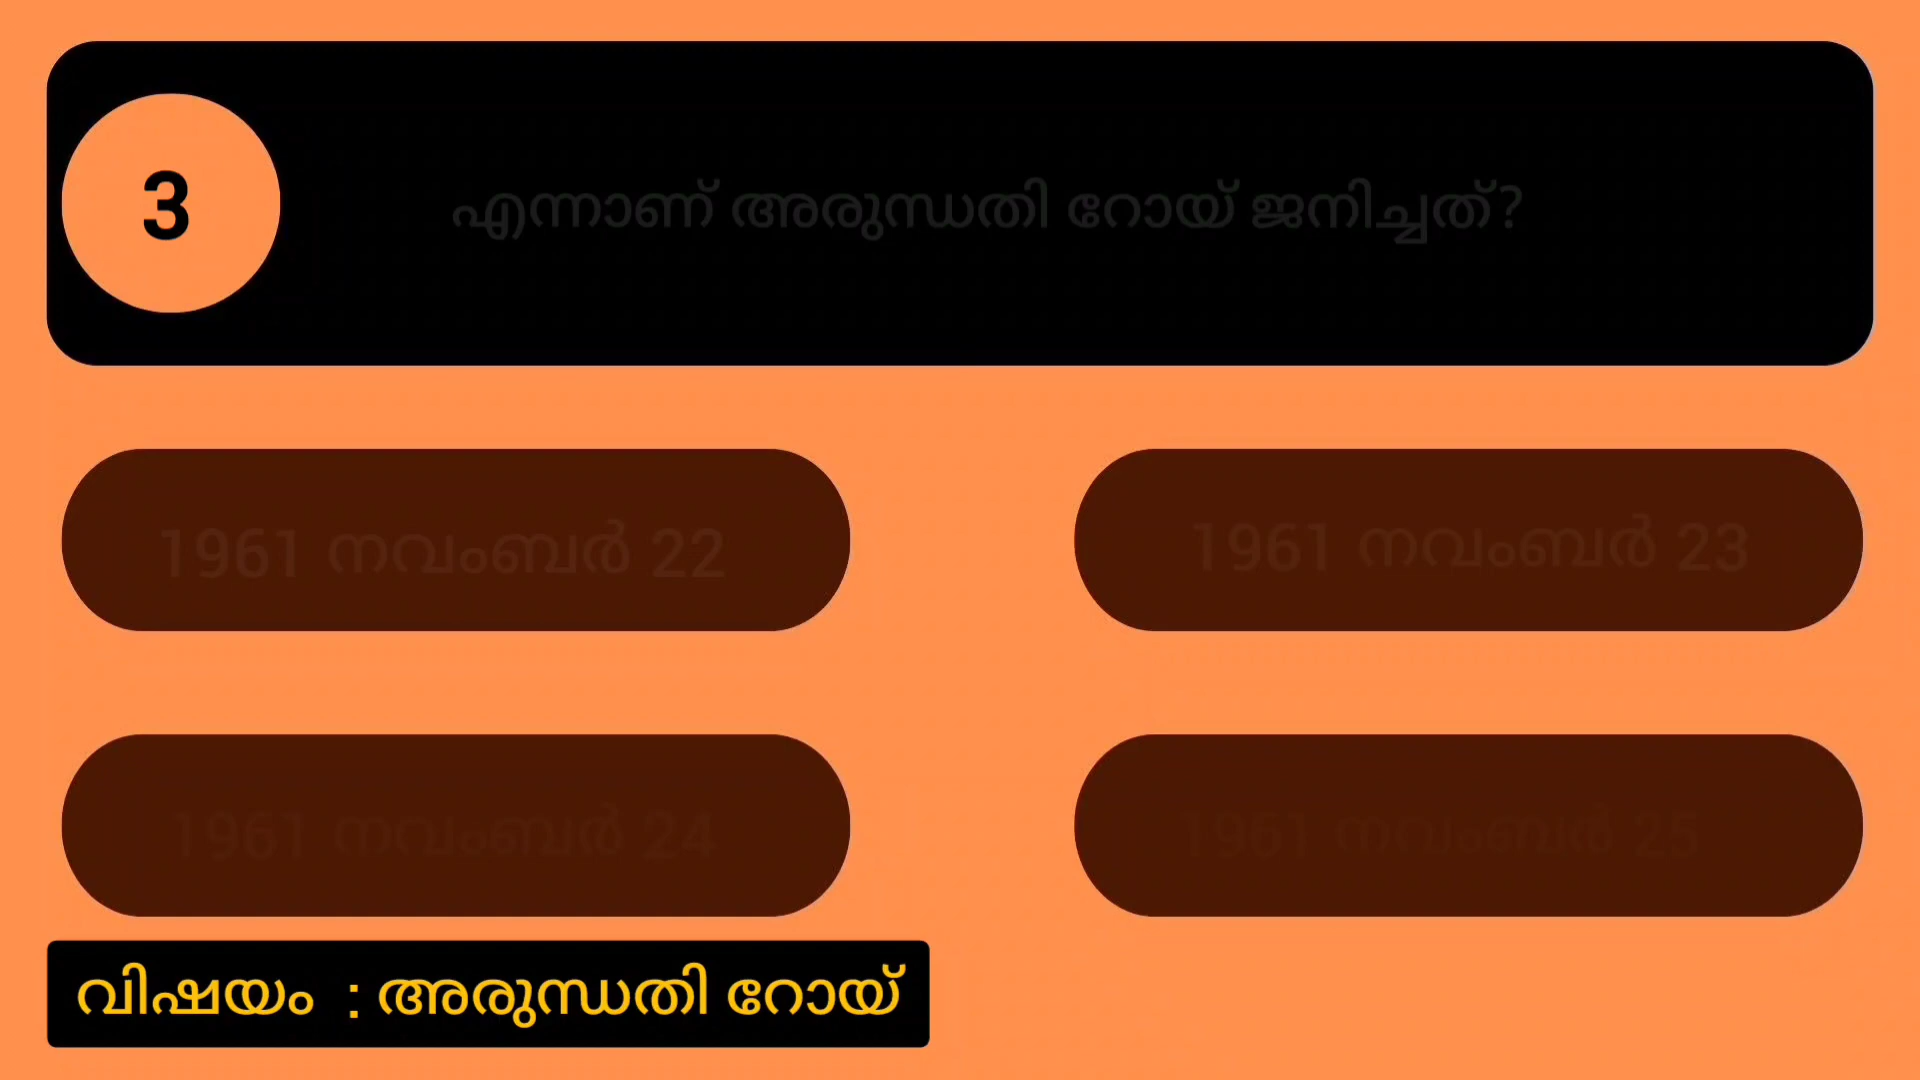 3
എന്നാണ് അരുന്ധതി റോയ് ജനിച്ചത്?
1961 നവംബർ 22
1961 നവംബർ 23
1961 നവംബർ 24
1961 നവംബർ 25
വിഷയം : അരുന്ധതി റോയ്